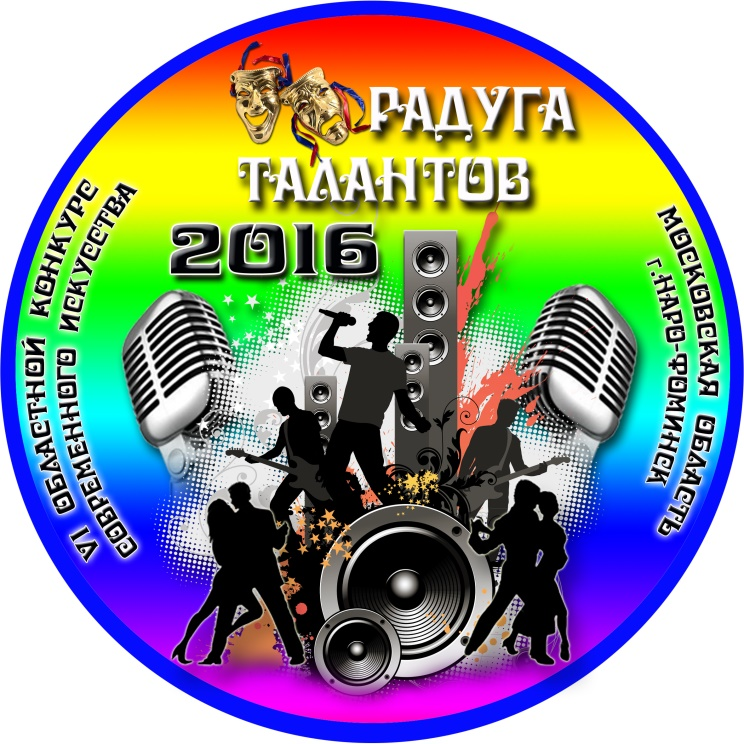 РАДУГА
ТАЛАНТОВ
2016
VI ОБЛАСТНОЙ КОНКУРС
СОВРЕМЕННОГО ИСКУССТВА
МОСКОВСКАЯ ОБЛАСТЬ
г.НАРО-ФОМИНСК